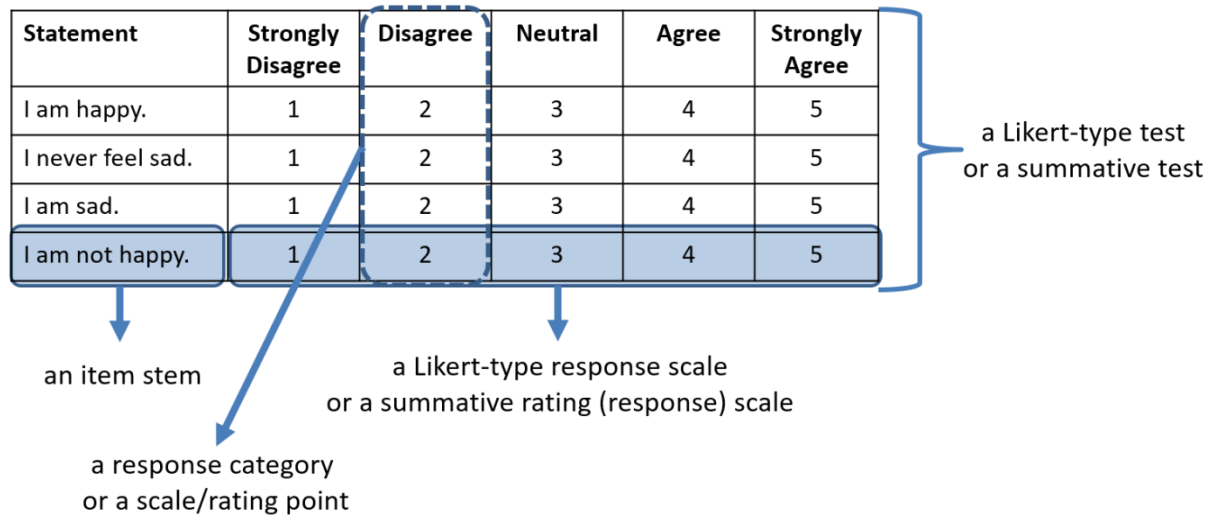 Statement Strongly Disagree Disagree Neutral Agree Strongly Agree
I am happy. 1 2 3 4 5
I never feel sad. 1 2 3 4 5
I am sad. 1 2 3 4 5
I am not happy. 1 2 3 4 5
a Likert-type test
or a summative test
an item stem
a Likert-type response scale
or a summative rating (response) scale
a response category
or a scale/rating point